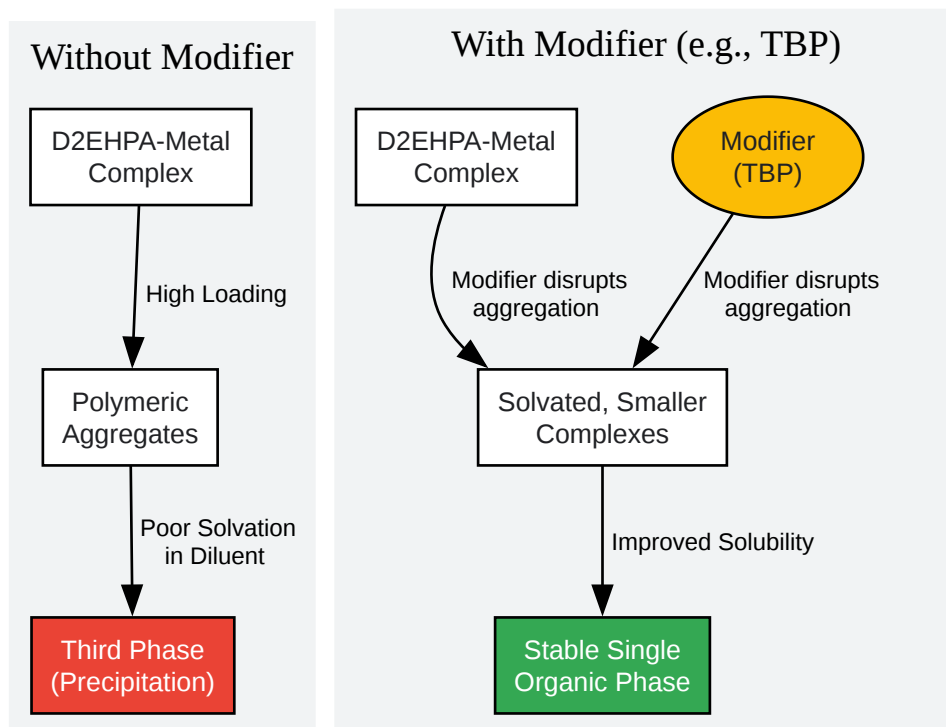 Without Modifier
D2EHPA-Metal
Complex
High Loading
Polymeric
Aggregates
Poor Solvation
in Diluent
Third Phase
(Precipitation)
With Modifier (e.g., TBP)
D2EHPA-Metal
Complex
Modifier
(TBP)
Modifier disrupts
aggregation
Modifier disrupts
aggregation
Solvated, Smaller
Complexes
Improved Solubility
Stable Single
Organic Phase